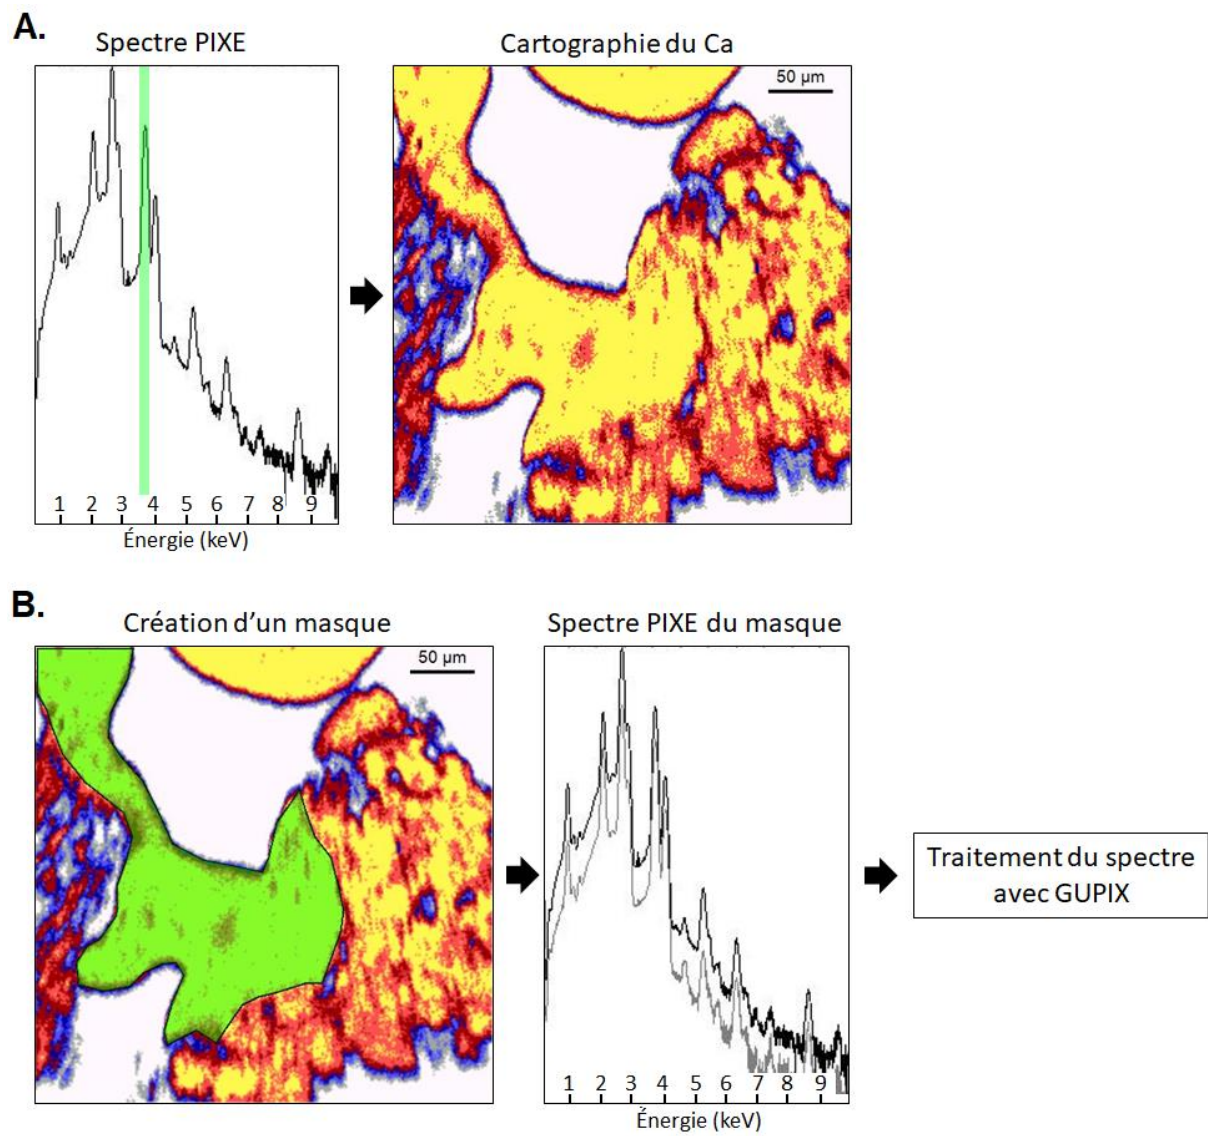 A.
Spectre PIXE
Cartographie du Ca
50 µm
1 2 3 4 5 6 7 8 9
Énergie (keV)
B.
Création d'un masque
Spectre PIXE du masque
50 µm
Traitement du spectre
avec GUPIX
1 2 3 4 5 6 7 8 9
Énergie (keV)